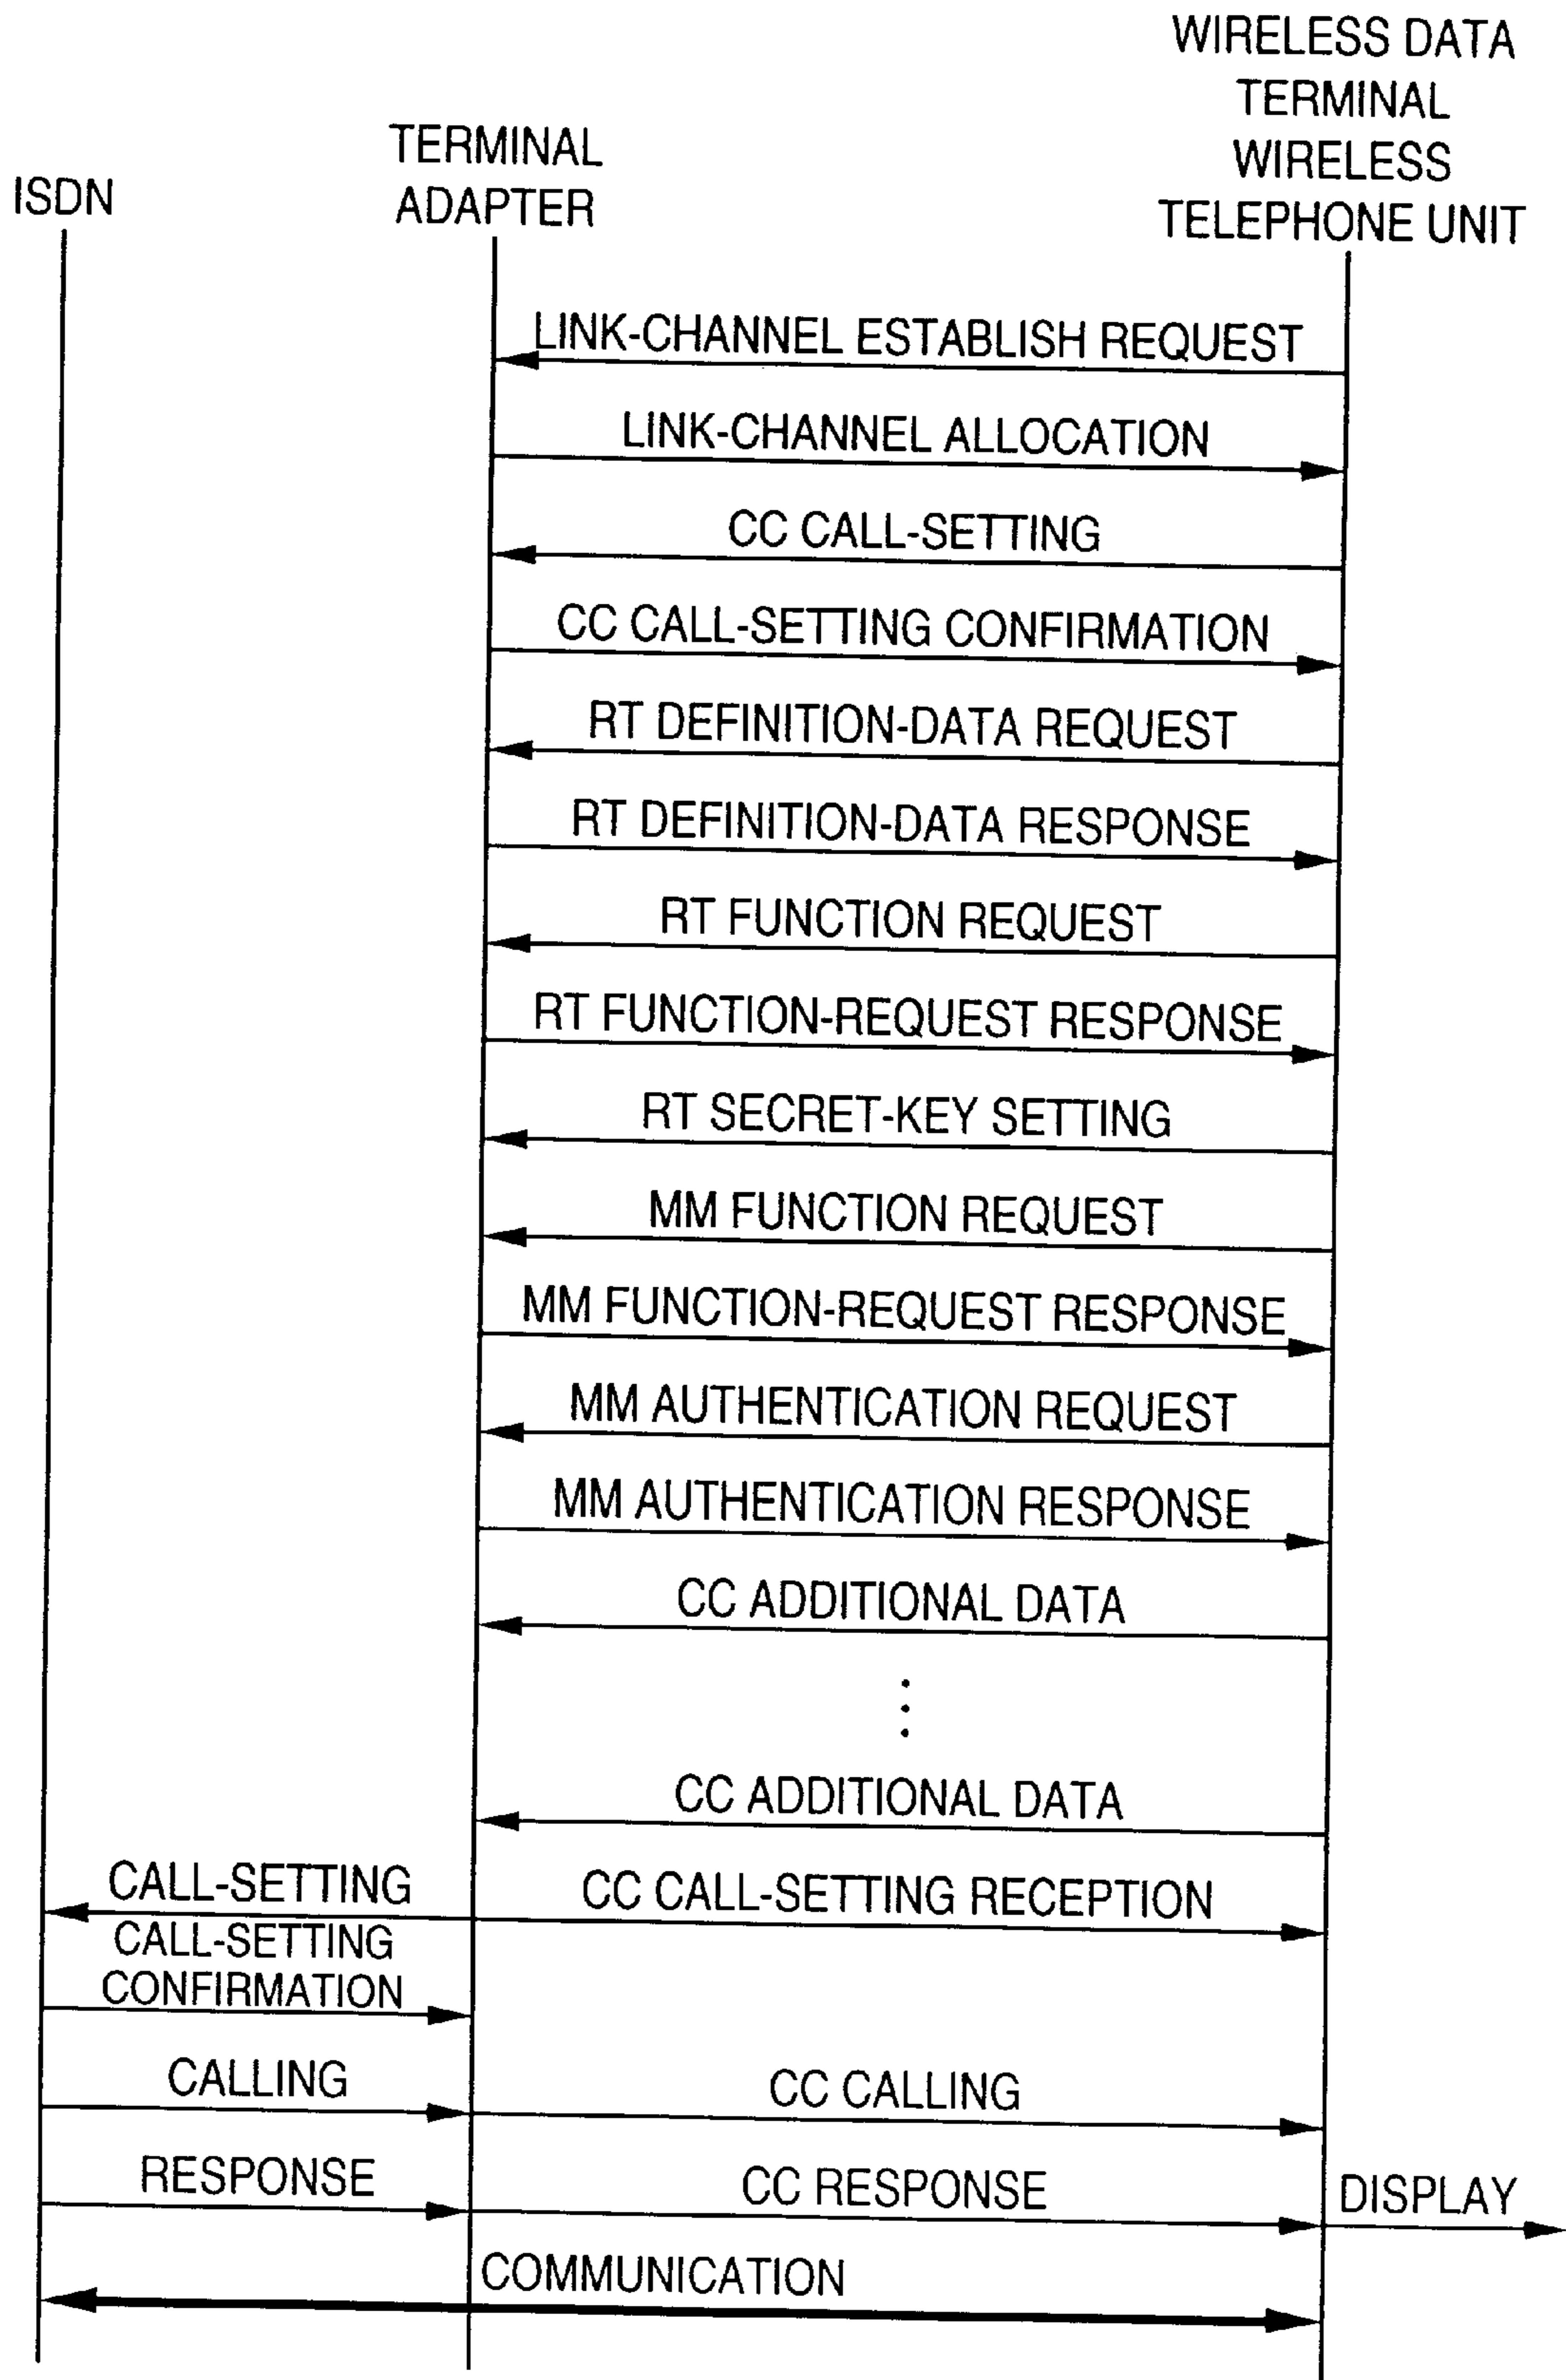 WIRELESS DATA
TERMINAL
WIRELESS
TELEPHONE UNIT
TERMINAL
ADAPTER
ISDN
LINK-CHANNEL ESTABLISH REQUEST
LINK-CHANNEL ALLOCATION
CC CALL-SETTING
CC CALL-SETTING CONFIRMATION
RT DEFINITION-DATA REQUEST
RT DEFINITION-DATA RESPONSE
RT FUNCTION REQUEST
RT FUNCTION-REQUEST RESPONSE
RT SECRET-KEY SETTING
MM FUNCTION REQUEST
MM FUNCTION-REQUEST RESPONSE
MM AUTHENTICATION REQUEST
MM AUTHENTICATION RESPONSE
CC ADDITIONAL DATA
CC ADDITIONAL DATA
CALL-SETTING
CC CALL-SETTING RECEPTION
CALL-SETTING
CONFIRMATION
CALLING
CC CALLING
RESPONSE
CC RESPONSE
DISPLAY
COMMUNICATION